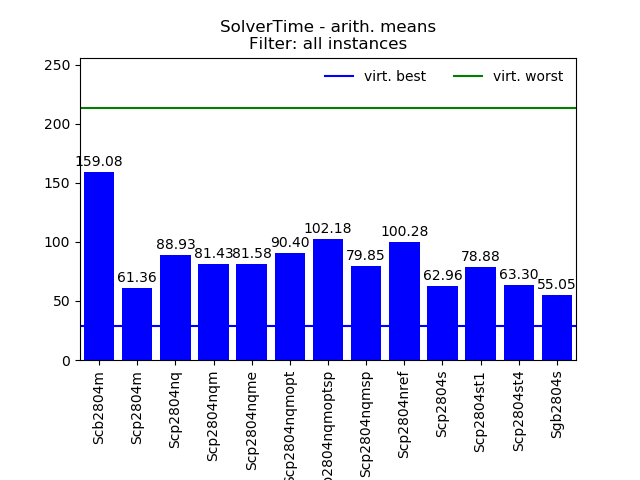 SolverTime - arith. means
Filter: all instances
virt. best
virt. worst
250
200
150
100
50
0
159.08
61.36
88.93
81.43
81.58
90.40
102.18
79.85
100.28
62.96
78.88
63.30
55.05
Scb2804m
Scp2804m
Scp2804nq
Scp2804nqm
Scp2804nqme
Scp2804nqmopt
p2804nqmoptsp
Scp2804nqmsp
Scp2804nref
Scp2804s
Scp2804st1
Scp2804st4
Sgb2804s